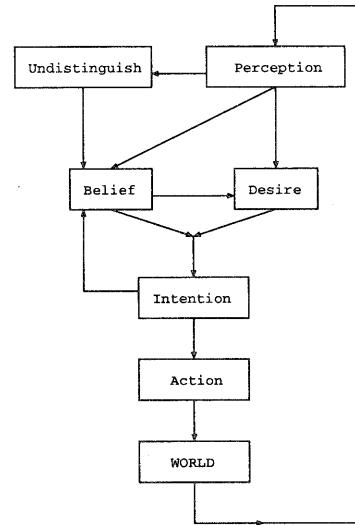 Undistinguish
Perception
Belief
Desire
Intention
Action
WORLD